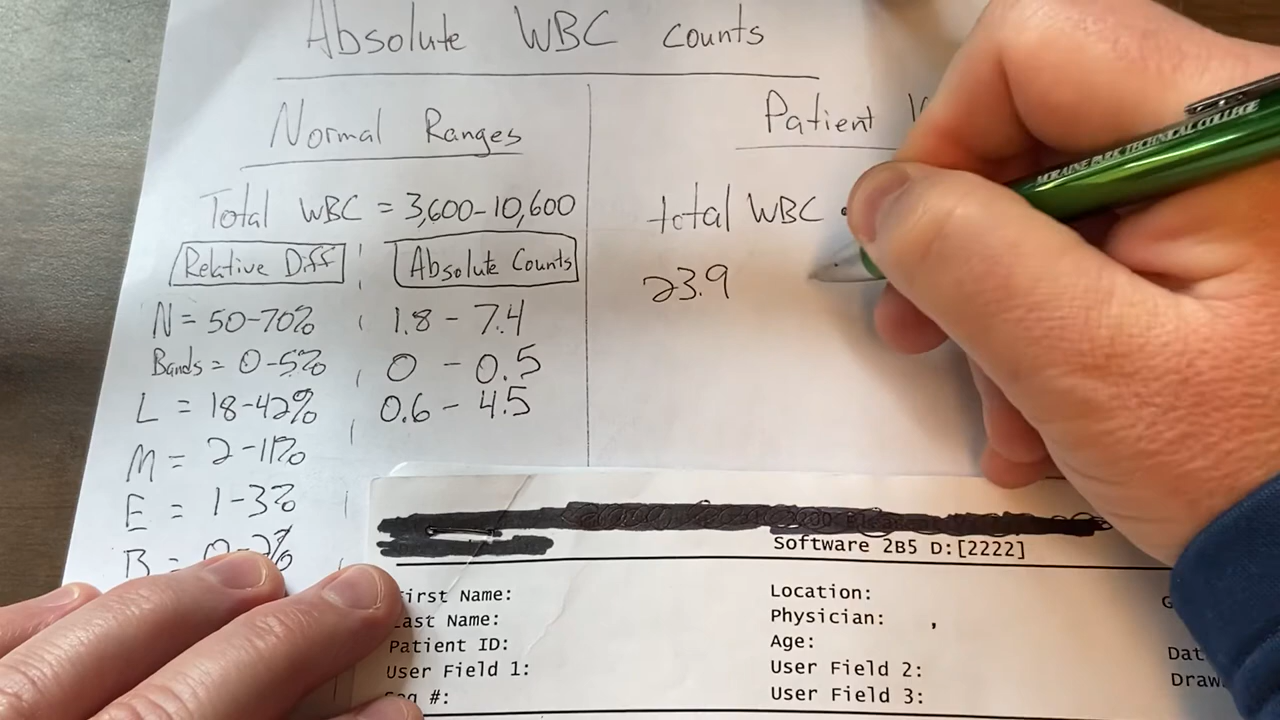 Absolute WBC counts
Normal Ranges
Total WBC = 3,600-10,600
Relative Diff
Absolute Counts
N = 50-70%
1.8 - 7.4
Bands = 0-5%
0 - 0.5
L = 18-42%
0.6 - 4.5
M = 2-11%
E = 1-3%
B = 0-2%
Patient
total WBC
23.9
MORAINE PARK TECHNICAL COLLEGE
Software 2B5 D:[2222]
First Name:
Last Name:
Patient ID:
User Field 1:
Seq #:
Location:
Physician: ,
Age:
User Field 2:
User Field 3: